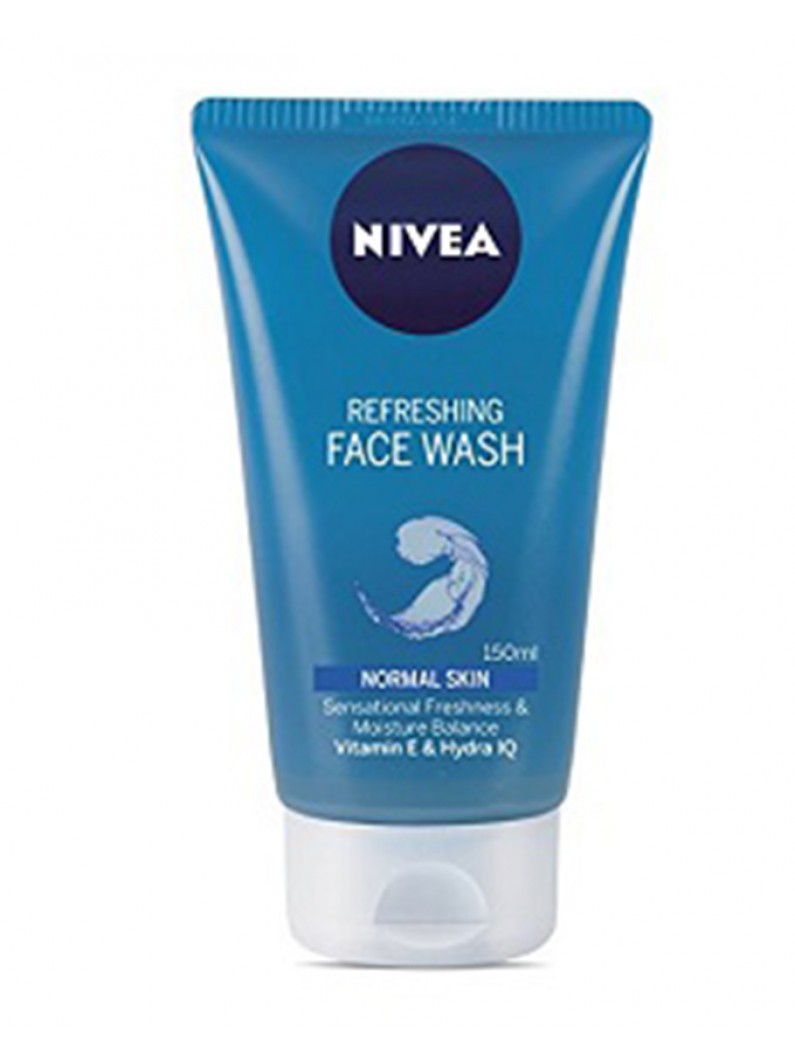 NIVEA
REFRESHING
FACE WASH
150ml
NORMAL SKIN
Sensational Freshness &
Moisture Balance
Vitamin E & Hydra IQ